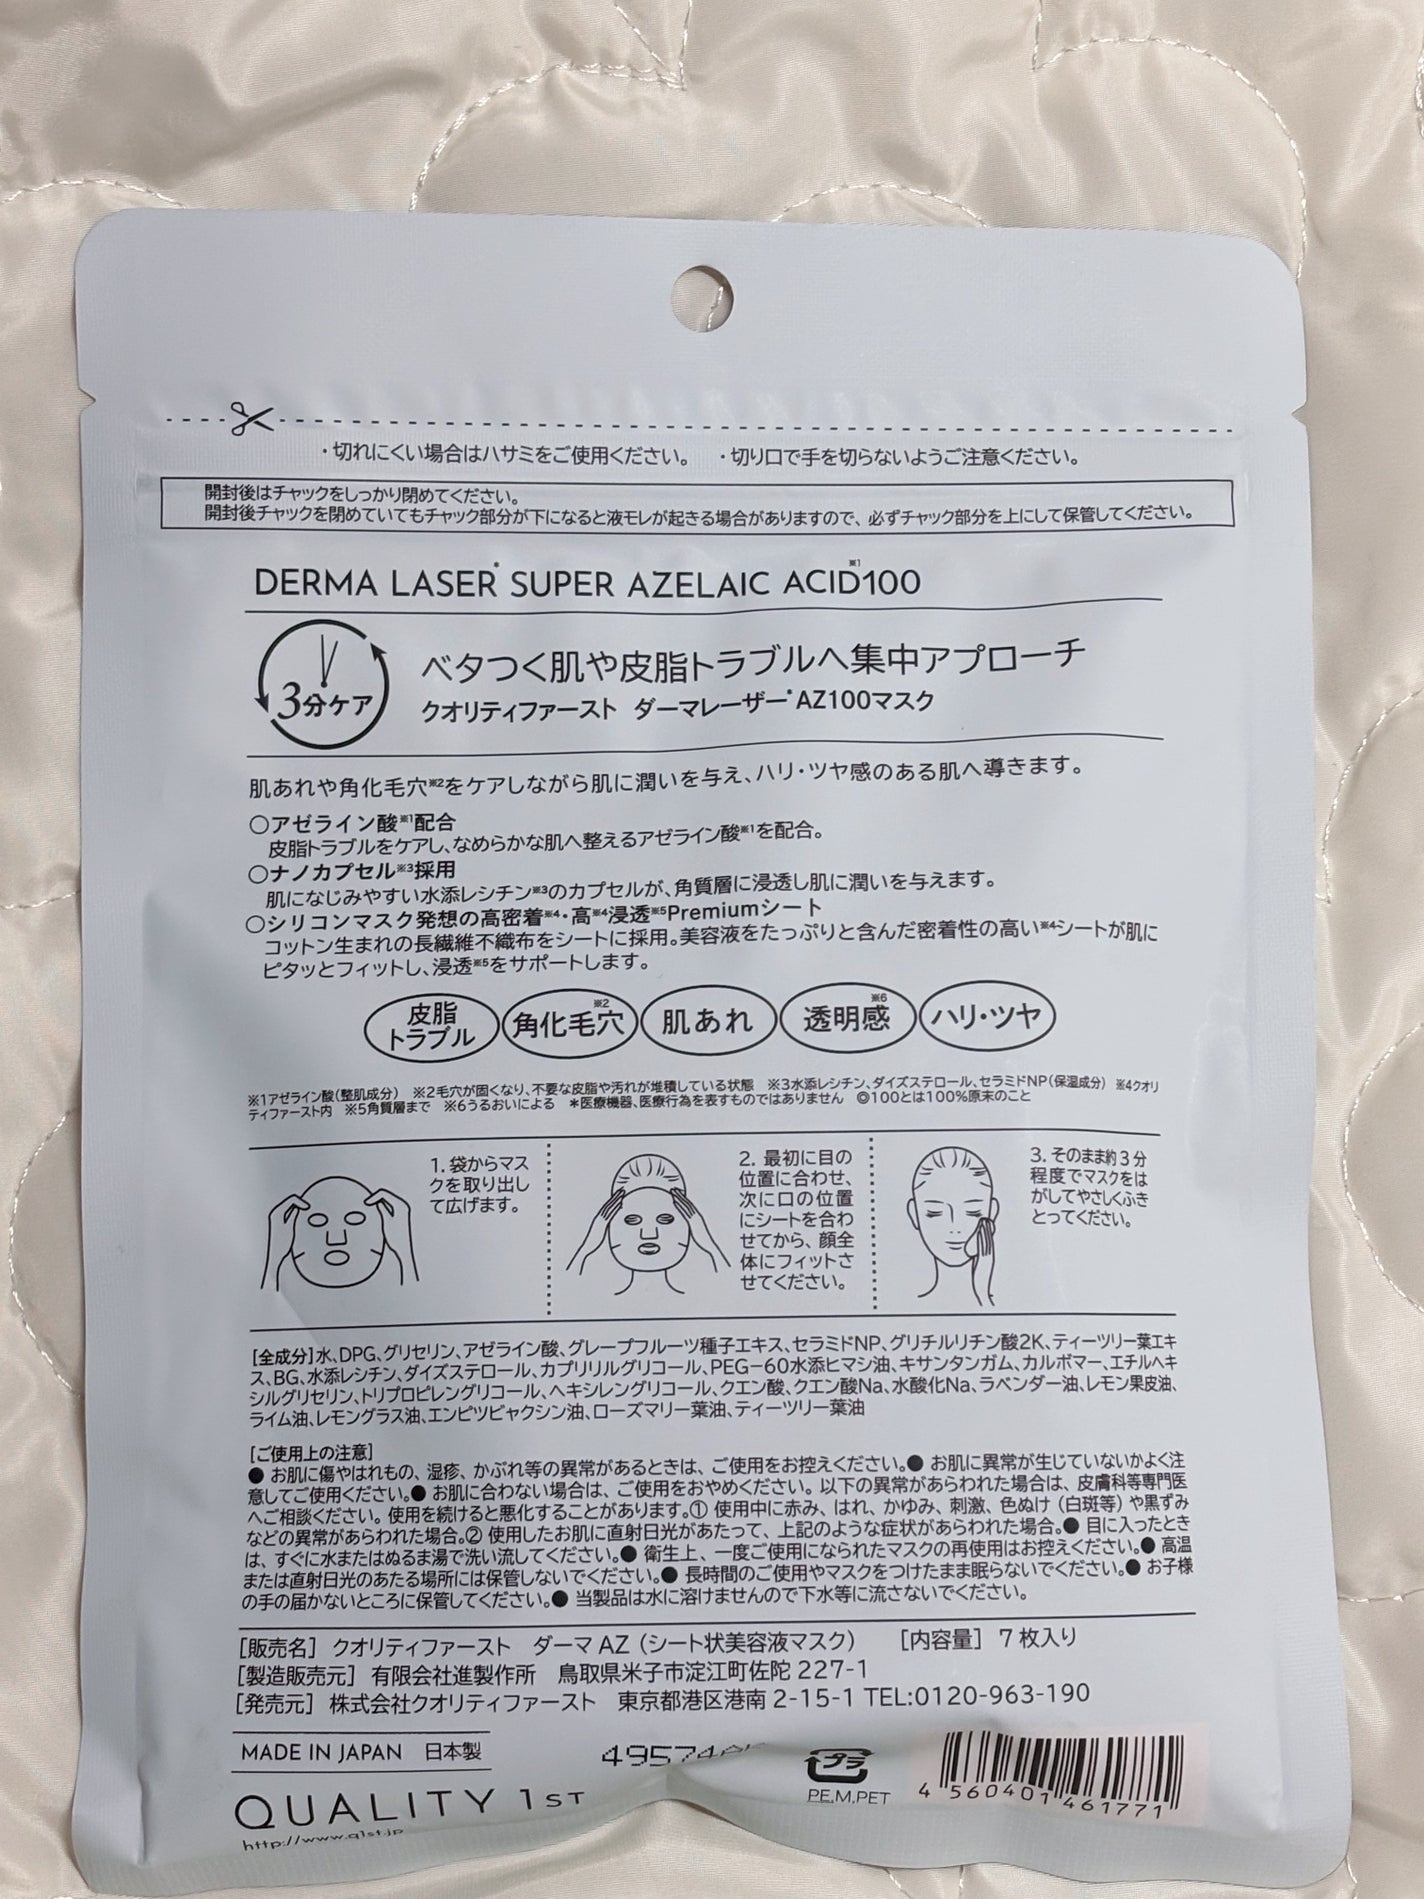 ・切れにくい場合はハサミをご使用ください。 ・切り口で手を切らないようご注意ください。
開封後はチャックをしっかり閉めてください。
開封後チャックを閉めていてもチャック部分が下になると液モレが起きる場合がありますので、必ずチャック部分を上にして保管してください。
DERMA LASER* SUPER AZELAIC ACID※1 100
3分ケア
ベタつく肌や皮脂トラブルへ集中アプローチ
クオリティファースト ダーマレーザー*AZ100マスク
肌あれや角化毛穴※2をケアしながら肌に潤いを与え、ハリ・ツヤ感のある肌へ導きます。
○アゼライン酸※1配合
皮脂トラブルをケアし、なめらかな肌へ整えるアゼライン酸※1を配合。
○ナノカプセル※3採用
肌になじみやすい水添レシチン※3のカプセルが、角質層に浸透し肌に潤いを与えます。
○シリコンマスク発想の高密着※4・高※4浸透※5Premiumシート
コットン生まれの長繊維不織布をシートに採用。美容液をたっぷりと含んだ密着性の高い※4シートが肌に
ピタッとフィットし、浸透※5をサポートします。
皮脂トラブル 角化毛穴※2 肌あれ 透明感※6 ハリ・ツヤ
※1アゼライン酸(整肌成分) ※2毛穴が固くなり、不要な皮脂や汚れが堆積している状態 ※3水添レシチン、ダイズステロール、セラミドNP(保湿成分) ※4クオリ
ティファースト内 ※5角質層まで ※6うるおいによる *医療機器、医療行為を表すものではありません ◎100とは100%原末のこと
1. 袋からマス
クを取り出し
て広げます。
2. 最初に目の
位置に合わせ、
次に口の位置
にシートを合わ
せてから、顔全
体にフィットさ
せてください。
3. そのまま約3分
程度でマスクをは
がしてやさしくふき
とってください。
[全成分]水、DPG、グリセリン、アゼライン酸、グレープフルーツ種子エキス、セラミドNP、グリチルリチン酸2K、ティーツリー葉エキ
ス、BG、水添レシチン、ダイズステロール、カプリリルグリコール、PEG-60水添ヒマシ油、キサンタンガム、カルボマー、エチルヘキ
シルグリセリン、トリプロピレングリコール、ヘキシレングリコール、クエン酸、クエン酸Na、水酸化Na、ラベンダー油、レモン果皮油、
ライム油、レモングラス油、エンピツビャクシン油、ローズマリー葉油、ティーツリー葉油
[ご使用上の注意]
● お肌に傷やはれもの、湿疹、かぶれ等の異常があるときは、ご使用をお控えください。● お肌に異常が生じていないかよく注
意してご使用ください。● お肌に合わない場合は、ご使用をおやめください。以下の異常があらわれた場合は、皮膚科等専門医
へご相談ください。使用を続けると悪化することがあります。① 使用中に赤み、はれ、かゆみ、刺激、色ぬけ（白斑等）や黒ずみ
などの異常があらわれた場合。② 使用したお肌に直射日光があたって、上記のような症状があらわれた場合。● 目に入ったとき
は、すぐに水またはぬるま湯で洗い流してください。● 衛生上、一度ご使用になられたマスクの再使用はお控えください。● 高温
または直射日光のあたる場所には保管しないでください。● 長時間のご使用やマスクをつけたまま眠らないでください。● お子様
の手の届かないところに保管してください。● 当製品は水に溶けませんので下水等に流さないでください。
[販売名] クオリティファースト ダーマ AZ（シート状美容液マスク） [内容量] 7 枚入り
[製造販売元] 有限会社進製作所 鳥取県米子市淀江町佐陀 227-1
[発売元] 株式会社クオリティファースト 東京都港区港南 2-15-1 TEL:0120-963-190
MADE IN JAPAN 日本製
QUALITY 1ST
http://www.q1st.jp
プラ
PE.M.PET
4 560401 461771